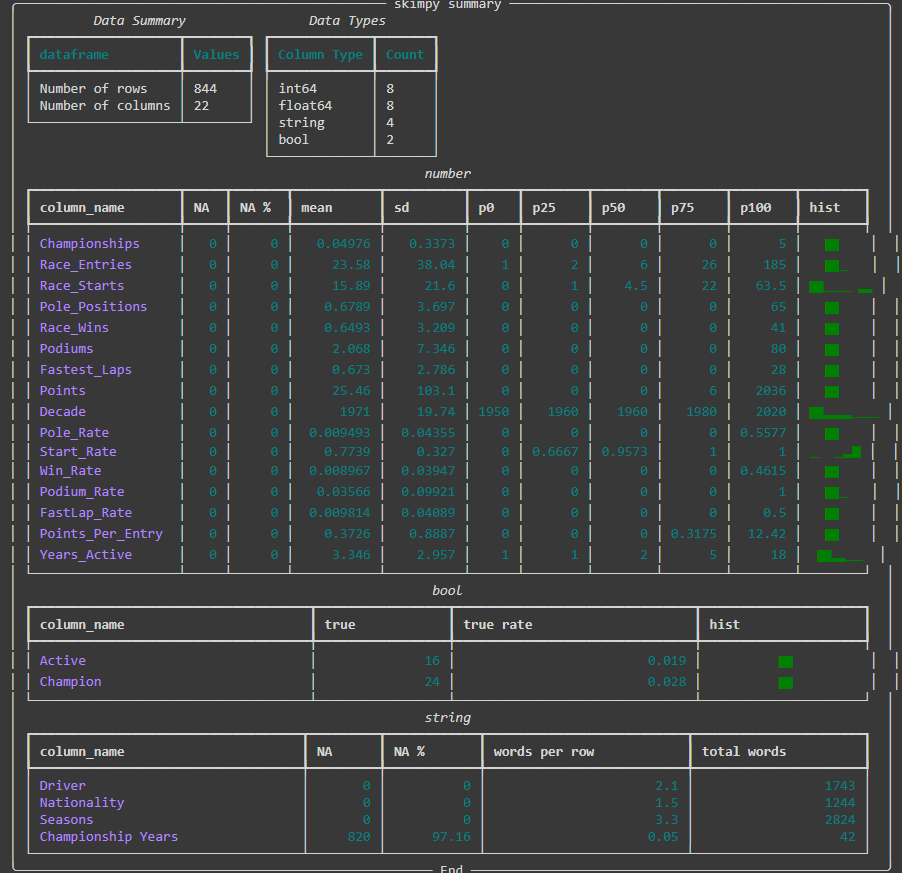 skimpy summary
Data Summary Data Types
dataframe Values Column Type Count
Number of rows 844 int64 8
Number of columns 22 float64 8
string 4
bool 2
number
column_name NA NA % mean sd p0 p25 p50 p75 p100 hist
Championships 0 0 0.04976 0.3373 0 0 0 0 5
Race_Entries 0 0 23.58 38.04 1 2 6 26 185
Race_Starts 0 0 15.89 21.6 0 1 4.5 22 63.5
Pole_Positions 0 0 0.6789 3.697 0 0 0 0 65
Race_Wins 0 0 0.6493 3.209 0 0 0 0 41
Podiums 0 0 2.068 7.346 0 0 0 0 80
Fastest_Laps 0 0 0.673 2.786 0 0 0 0 28
Points 0 0 25.46 103.1 0 0 0 6 2036
Decade 0 0 1971 19.74 1950 1960 1960 1980 2020
Pole_Rate 0 0 0.009493 0.04355 0 0 0 0 0.5577
Start_Rate 0 0 0.7739 0.327 0 0.6667 0.9573 1 1
Win_Rate 0 0 0.008967 0.03947 0 0 0 0 0.4615
Podium_Rate 0 0 0.03566 0.09921 0 0 0 0 1
FastLap_Rate 0 0 0.009814 0.04089 0 0 0 0 0.5
Points_Per_Entry 0 0 0.3726 0.8887 0 0 0 0.3175 12.42
Years_Active 0 0 3.346 2.957 1 1 2 5 18
bool
column_name true true rate hist
Active 16 0.019
Champion 24 0.028
string
column_name NA NA % words per row total words
Driver 0 0 2.1 1743
Nationality 0 0 1.5 1244
Seasons 0 0 3.3 2824
Championship Years 820 97.16 0.05 42
End